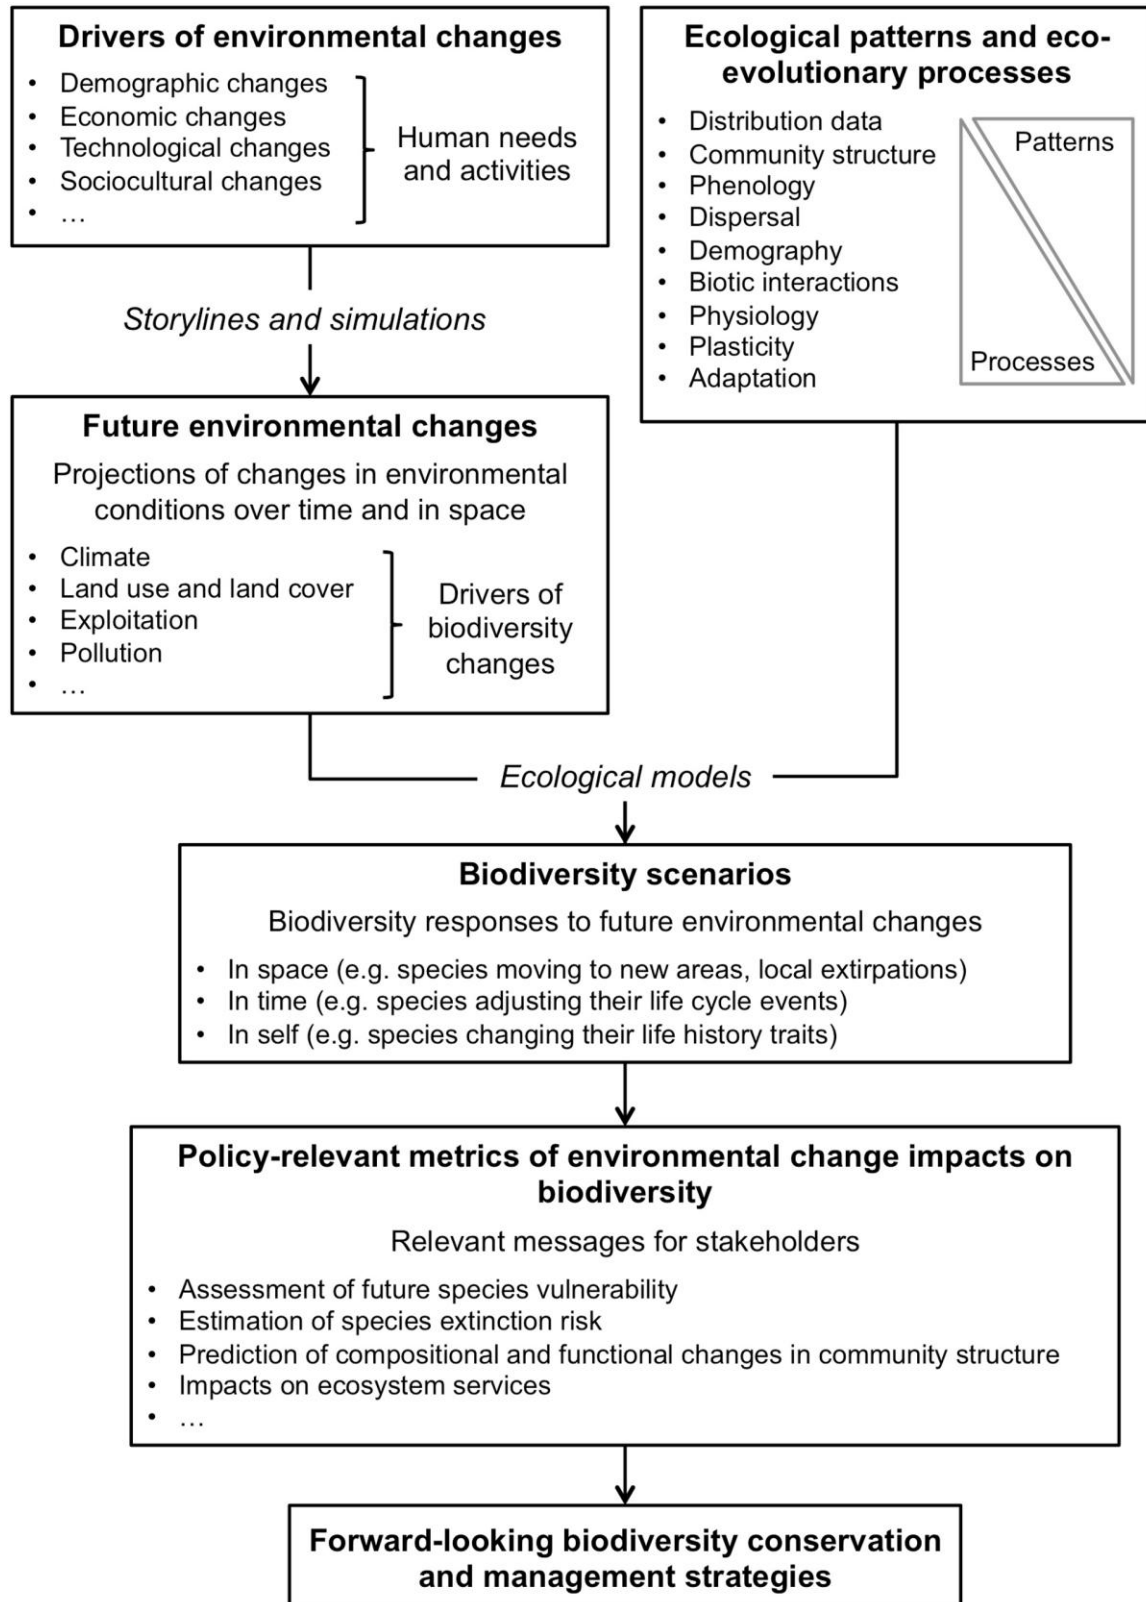 Drivers of environmental changes
• Demographic changes
• Economic changes
• Technological changes
• Sociocultural changes
• …
Human needs
and activities
Ecological patterns and eco-
evolutionary processes
• Distribution data
• Community structure
• Phenology
• Dispersal
• Demography
• Biotic interactions
• Physiology
• Plasticity
• Adaptation
Patterns
Processes
Storylines and simulations
Future environmental changes
Projections of changes in environmental
conditions over time and in space
• Climate
• Land use and land cover
• Exploitation
• Pollution
• …
Drivers of
biodiversity
changes
Ecological models
Biodiversity scenarios
Biodiversity responses to future environmental changes
• In space (e.g. species moving to new areas, local extirpations)
• In time (e.g. species adjusting their life cycle events)
• In self (e.g. species changing their life history traits)
Policy-relevant metrics of environmental change impacts on
biodiversity
Relevant messages for stakeholders
• Assessment of future species vulnerability
• Estimation of species extinction risk
• Prediction of compositional and functional changes in community structure
• Impacts on ecosystem services
• …
Forward-looking biodiversity conservation
and management strategies